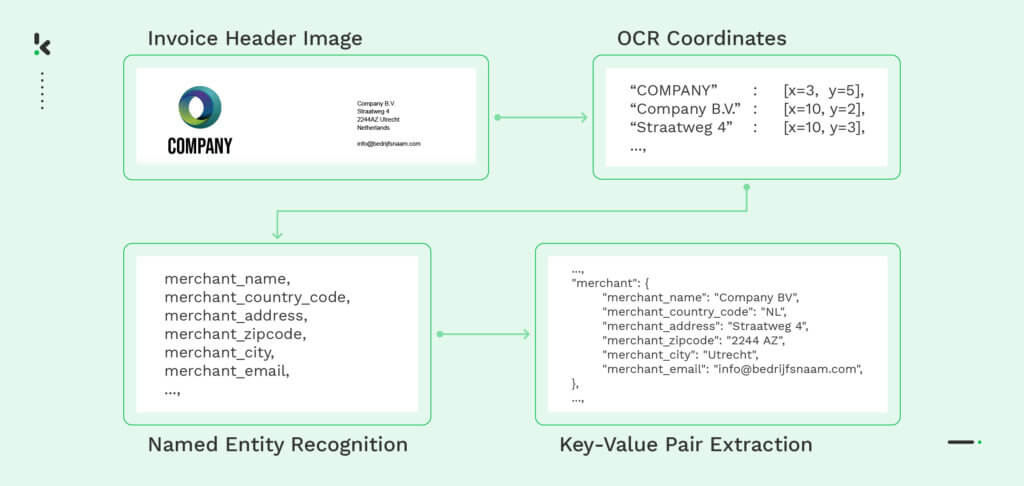 Invoice Header Image
COMPANY
Company B.V.
Straatweg 4
2244AZ Utrecht
Netherlands
info@bedrijfsnaam.com
OCR Coordinates
“COMPANY” : [x=3, y=5],
“Company B.V.” : [x=10, y=2],
“Straatweg 4” : [x=10, y=3],
...,
merchant_name,
merchant_country_code,
merchant_address,
merchant_zipcode,
merchant_city,
merchant_email,
...,
Named Entity Recognition
...,
"merchant": {
"merchant_name": "Company BV",
"merchant_country_code": "NL",
"merchant_address": "Straatweg 4",
"merchant_zipcode": "2244 AZ",
"merchant_city": "Utrecht",
"merchant_email": "info@bedrijfsnaam.com",
},
...,
Key-Value Pair Extraction